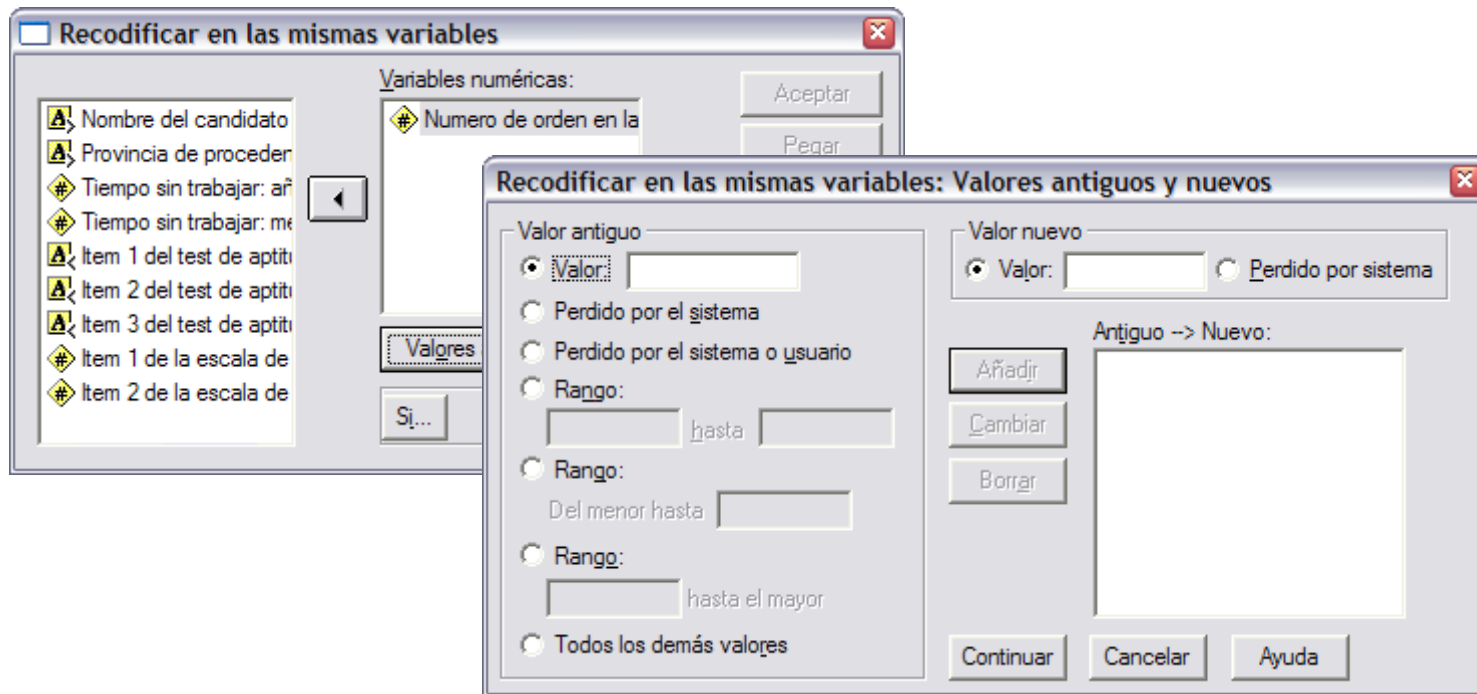 Recodificar en las mismas variables
Variables numéricas:
Nombre del candidato
Provincia de proceden
Tiempo sin trabajar: añ
Tiempo sin trabajar: me
Item 1 del test de aptitu
Item 2 del test de aptitu
Item 3 del test de aptitu
Item 1 de la escala de
Item 2 de la escala de
Numero de orden en la
Aceptar
Pegar
Valores
Si...
Recodificar en las mismas variables: Valores antiguos y nuevos
Valor antiguo
Valor:
Perdido por el sistema
Perdido por el sistema o usuario
Rango:
hasta
Rango:
Del menor hasta
Rango:
hasta el mayor
Todos los demás valores
Valor nuevo
Valor:
Perdido por sistema
Antiguo --> Nuevo:
Añadir
Cambiar
Borrar
Continuar
Cancelar
Ayuda